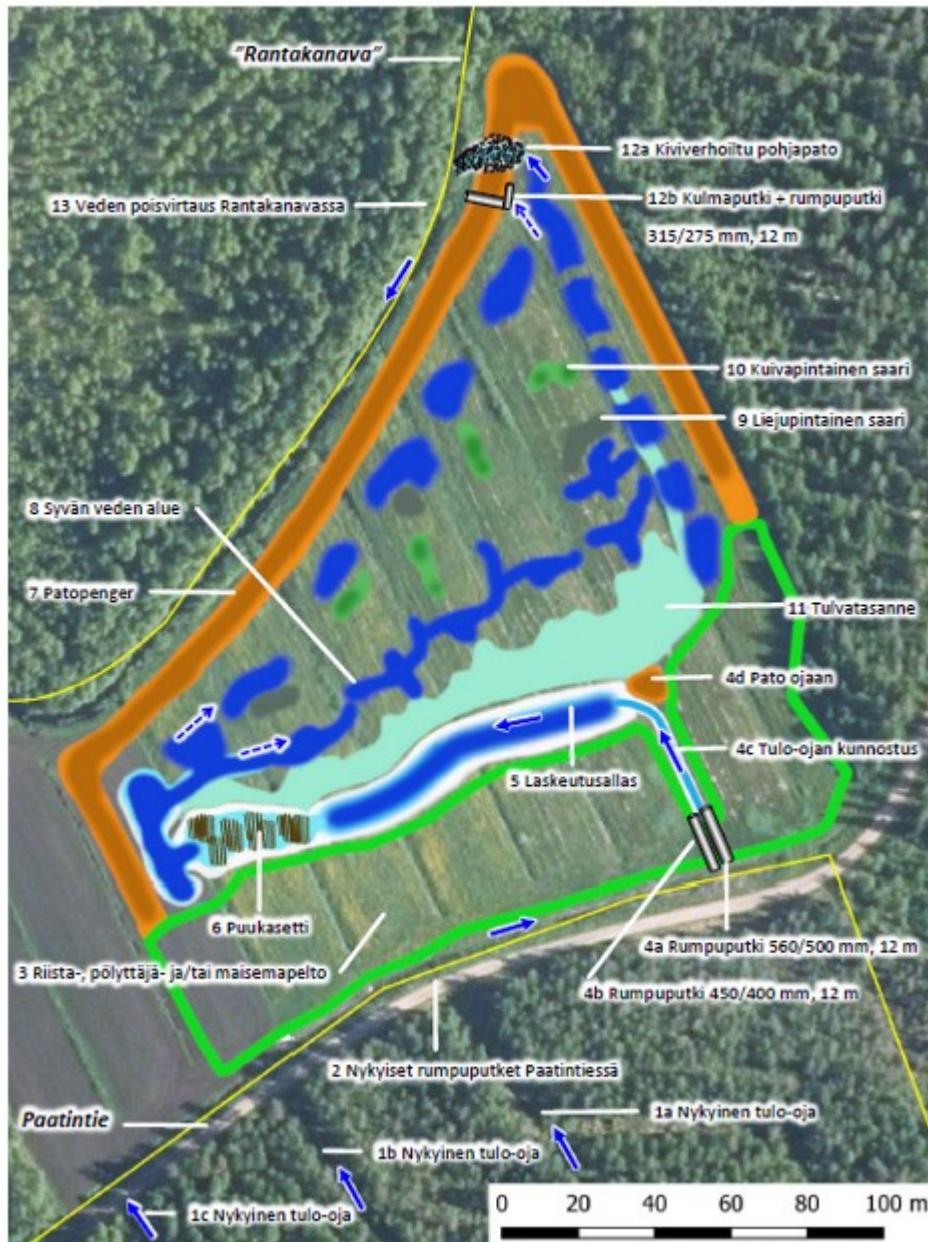 "Rantakanava"
12a Kiviverhoiltu pohjapato
13 Veden poisvirtaus Rantakanavassa
12b Kulmaputki + rumpuputki
315/275 mm, 12 m
10 Kuivapintainen saari
9 Liejupintainen saari
8 Syvän veden alue
7 Patopenger
11 Tulvatasanne
4d Pato ojaan
4c Tulo-ojan kunnostus
5 Laskeutusallas
6 Puukasetti
4a Rumpuputki 560/500 mm, 12 m
3 Riista-, pölyttäjä- ja/tai maisemapelto
4b Rumpuputki 450/400 mm, 12 m
2 Nykyiset rumpuputket Paatintiessä
Paatintie
1a Nykyinen tulo-oja
1b Nykyinen tulo-oja
1c Nykyinen tulo-oja
0 20 40 60 80 100 m